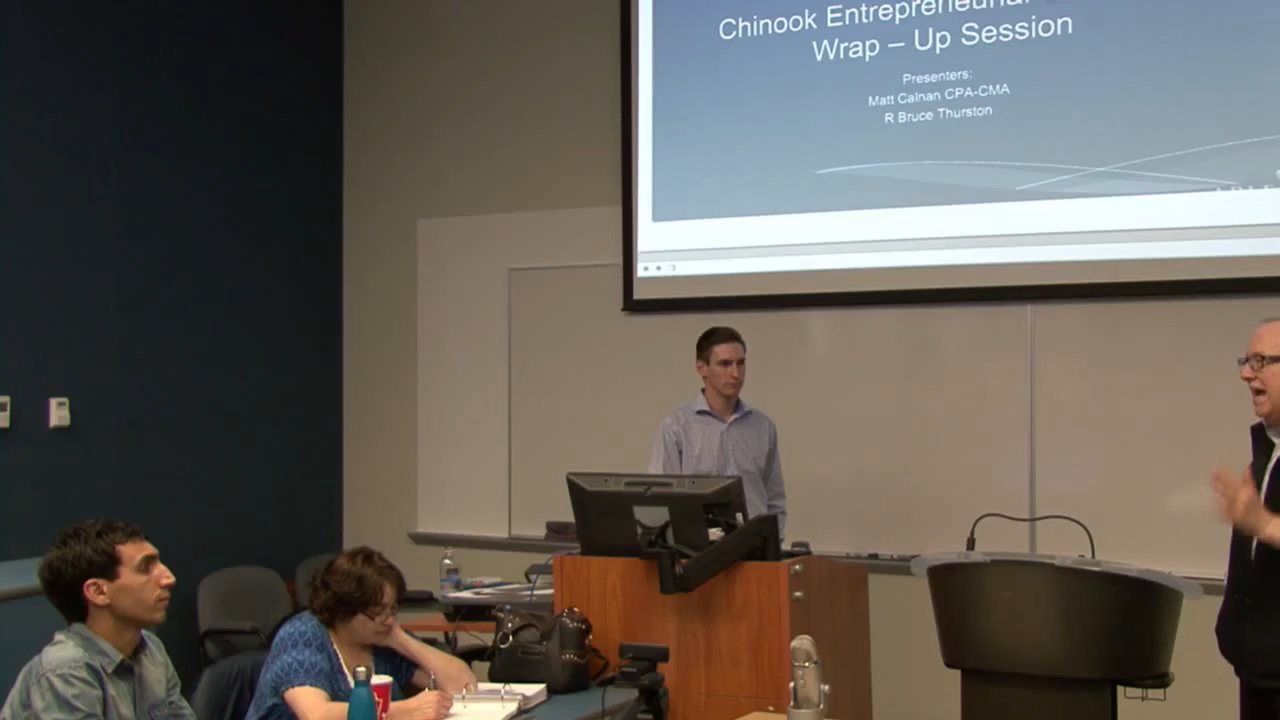 Chinook Entrepreneurial
Wrap – Up Session
Presenters:
Matt Calnan CPA-CMA
R Bruce Thurston